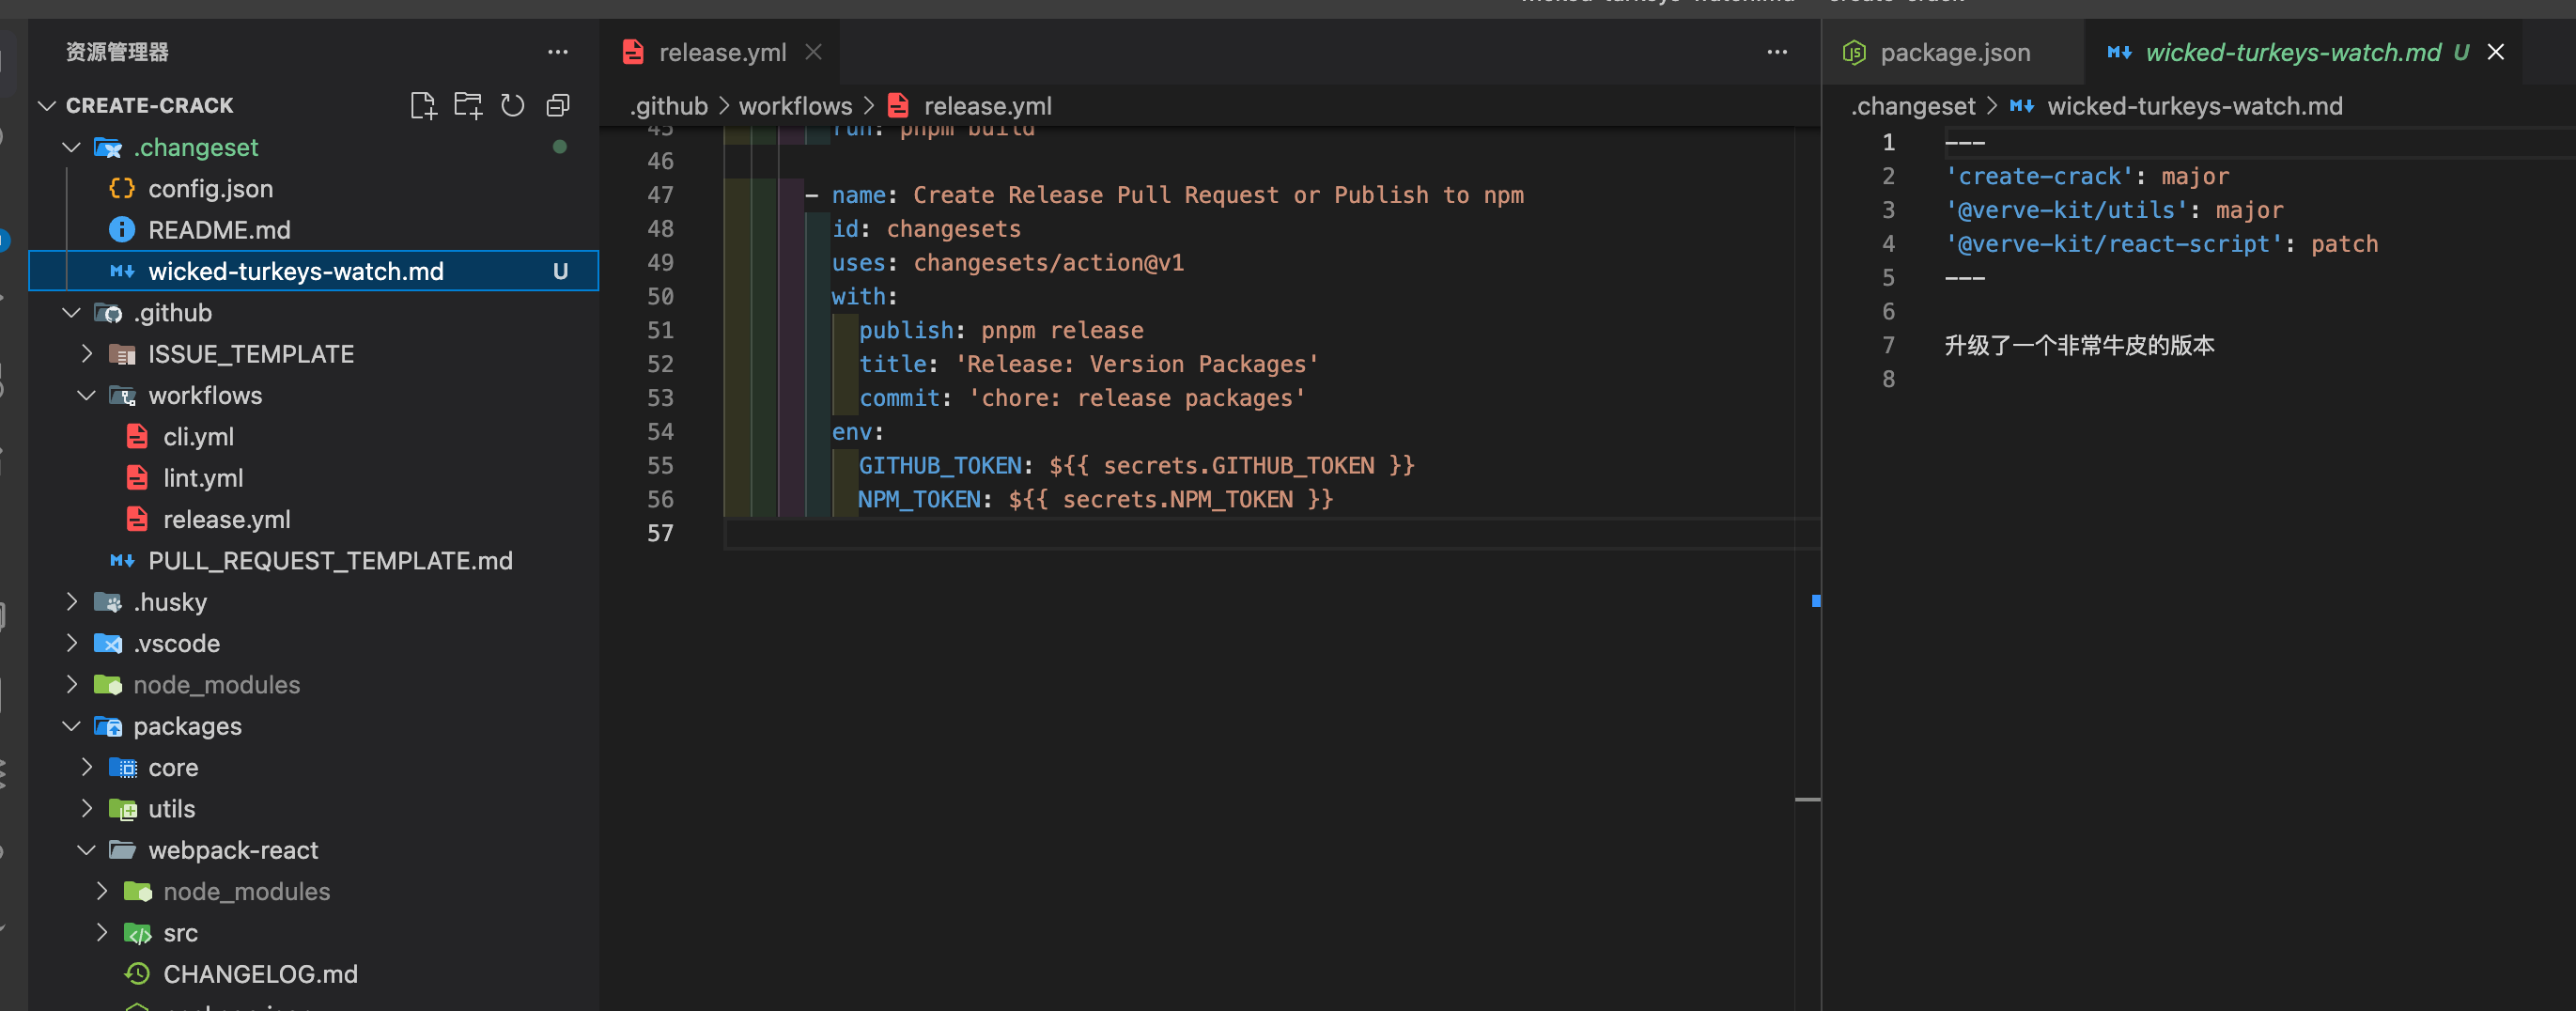 资源管理器
CREATE-CRACK
.changeset
config.json
README.md
wicked-turkeys-watch.md U
.github
ISSUE_TEMPLATE
workflows
cli.yml
lint.yml
release.yml
PULL_REQUEST_TEMPLATE.md
.husky
.vscode
node_modules
packages
core
utils
webpack-react
node_modules
src
CHANGELOG.md
release.yml
.github > workflows > release.yml
45 run: pnpm build
46
47 - name: Create Release Pull Request or Publish to npm
48 id: changesets
49 uses: changesets/action@v1
50 with:
51 publish: pnpm release
52 title: 'Release: Version Packages'
53 commit: 'chore: release packages'
54 env:
55 GITHUB_TOKEN: ${{ secrets.GITHUB_TOKEN }}
56 NPM_TOKEN: ${{ secrets.NPM_TOKEN }}
57
package.json
wicked-turkeys-watch.md U
.changeset > wicked-turkeys-watch.md
1 ---
2 'create-crack': major
3 '@verve-kit/utils': major
4 '@verve-kit/react-script': patch
5 ---
6
7 升级了一个非常牛皮的版本
8